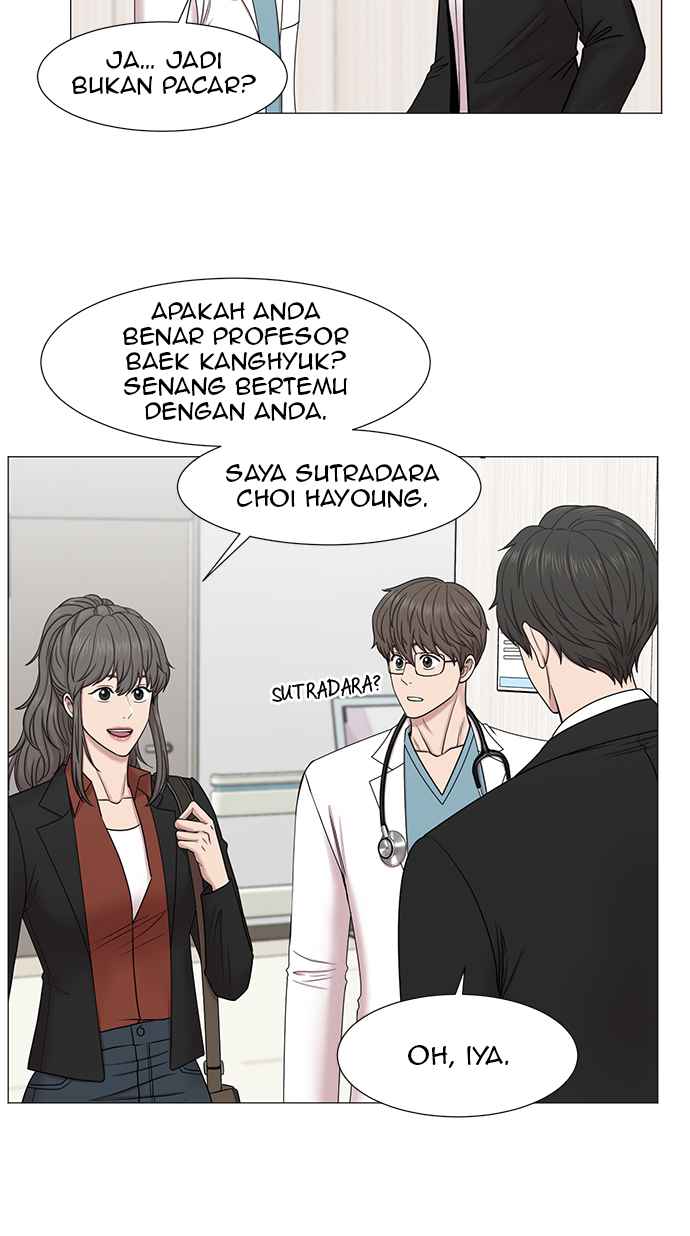 JA... JADI
BUKAN PACAR?
APAKAH ANDA
BENAR PROFESOR
BAEK KANGHYUK?
SENANG BERTEMU
DENGAN ANDA.
SAYA SUTRADARA
CHOI HAYOUNG.
SUTRADARA?
OH, IYA.